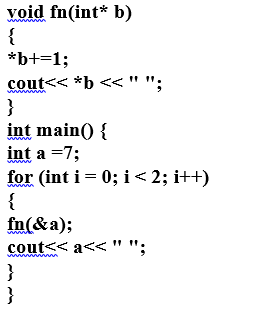 void fn(int* b)
{
*b+=1;
cout<< *b << " ";
}
int main() {
int a =7;
for (int i = 0; i < 2; i++)
{
fn(&a);
cout<< a<< " ";
}
}